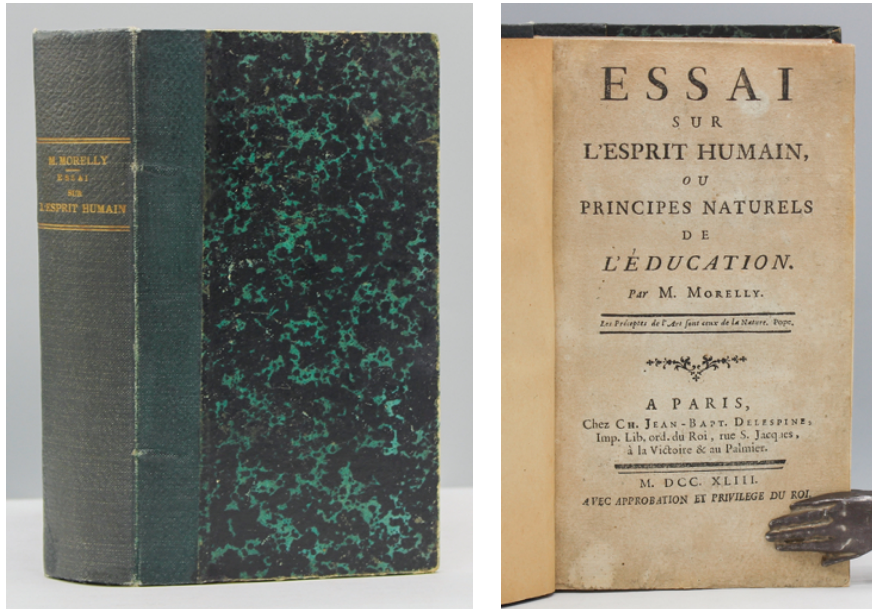 M. MORELLY
ESSAI
SUR
L'ESPRIT HUMAIN
ESSAI
SUR
L'ESPRIT HUMAIN,
OU
PRINCIPES NATURELS
DE
L'ÉDUCATION.
Par M. MORELLY.
Les Préceptes de l'Art sont ceux de la Nature. Pope.
A PARIS,
Chez CH. JEAN-BAPT. DELESPINE,
Imp. Lib. ord. du Roi, rue S. Jacques,
à la Victoire & au Palmier.
M. DCC. XLIII.
AVEC APPROBATION ET PRIVILEGE DU ROI.